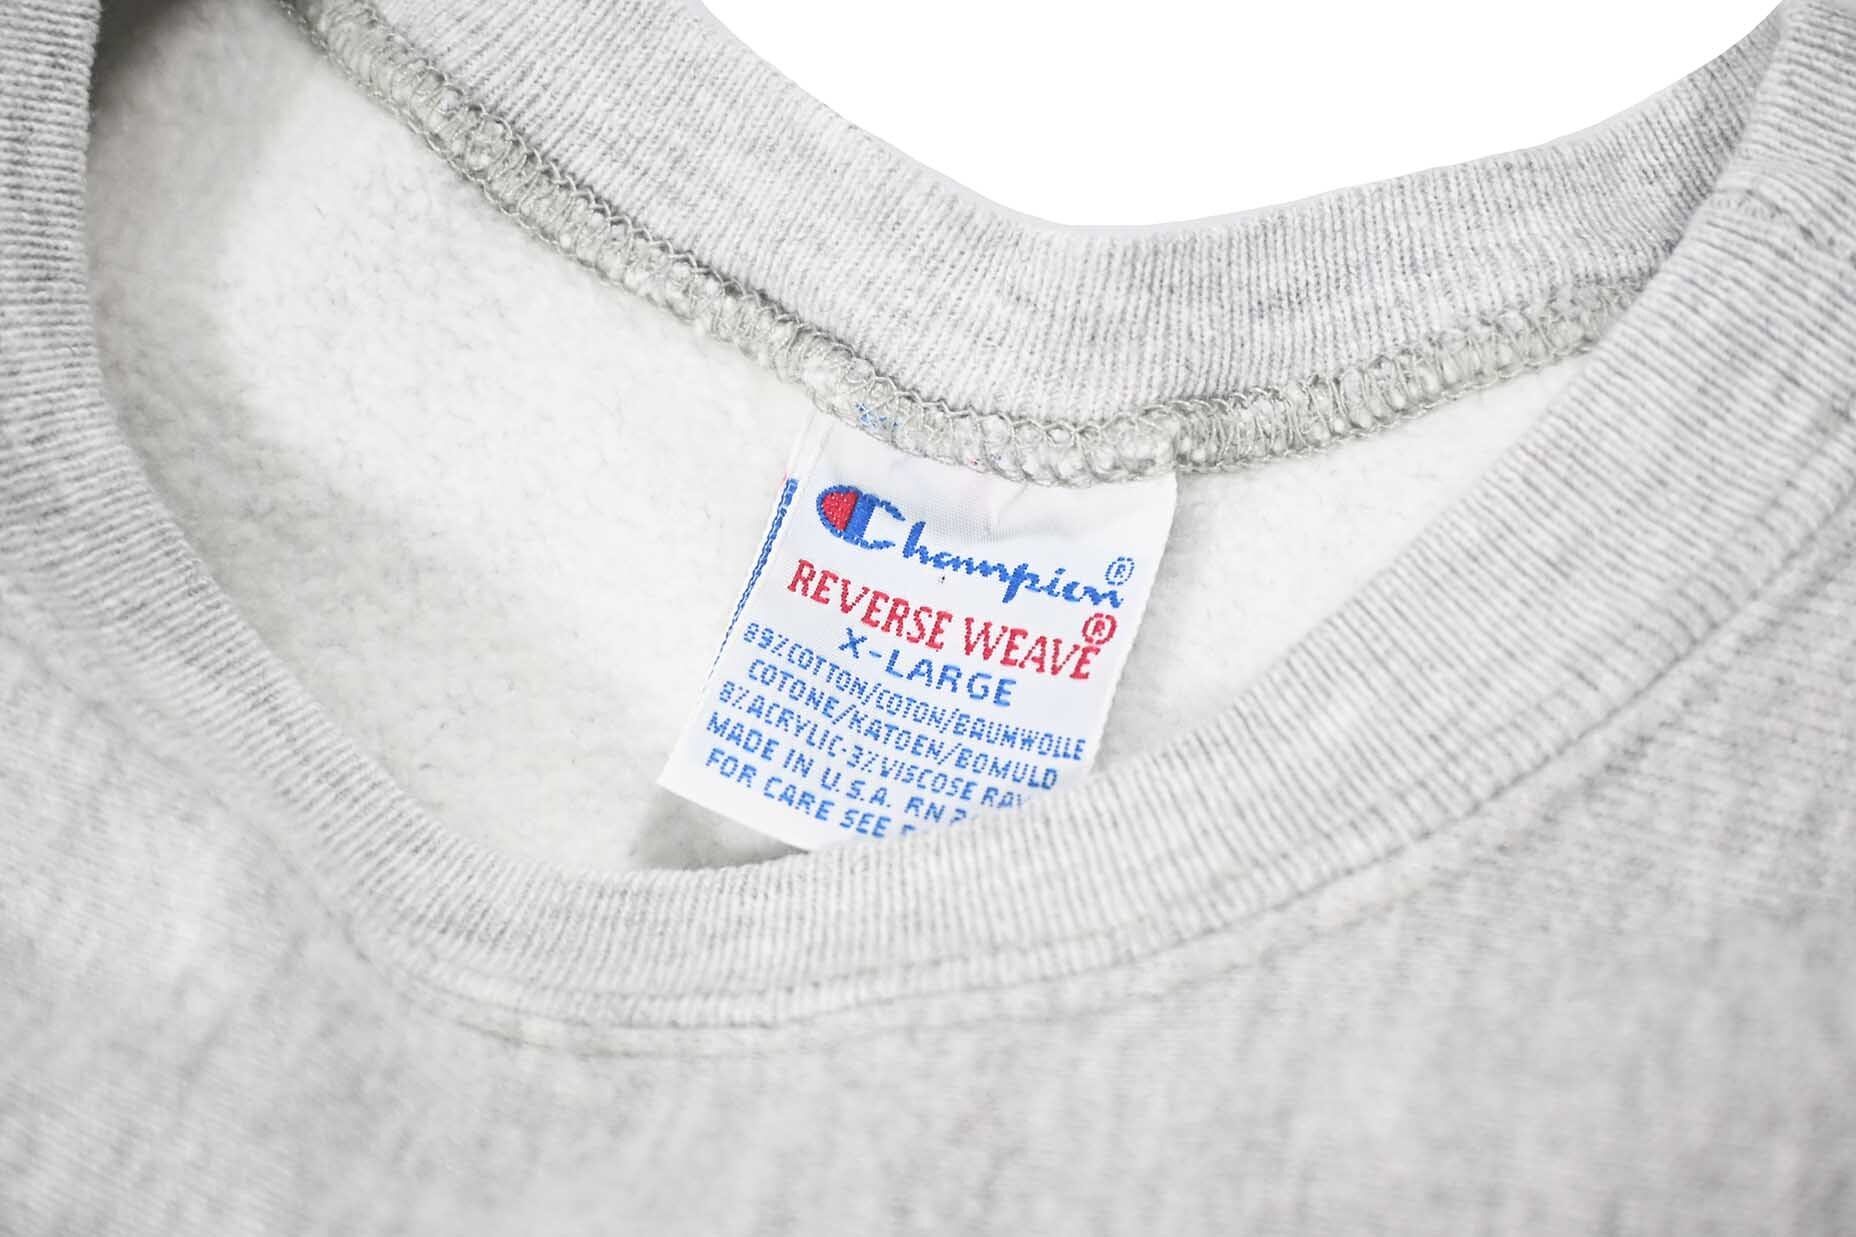 Champion®
REVERSE WEAVE®
X-LARGE
89%COTTON/COTON/BAUMWOLLE
COTONE/KATOEN/BOMULD
8%ACRYLIC-3%VISCOSE
MADE IN U.S.A. RN
FOR CARE SEE